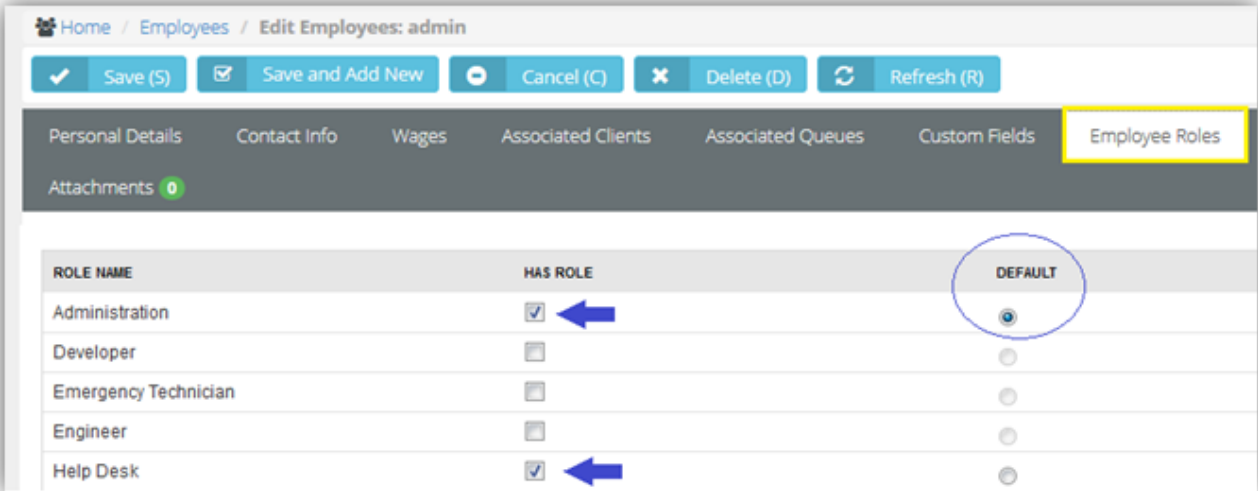 Home / Employees / Edit Employees: admin
Save (S) Save and Add New Cancel (C) Delete (D) Refresh (R)
Personal Details Contact Info Wages Associated Clients Associated Queues Custom Fields Employee Roles
Attachments 0
ROLE NAME HAS ROLE DEFAULT
Administration
Developer
Emergency Technician
Engineer
Help Desk